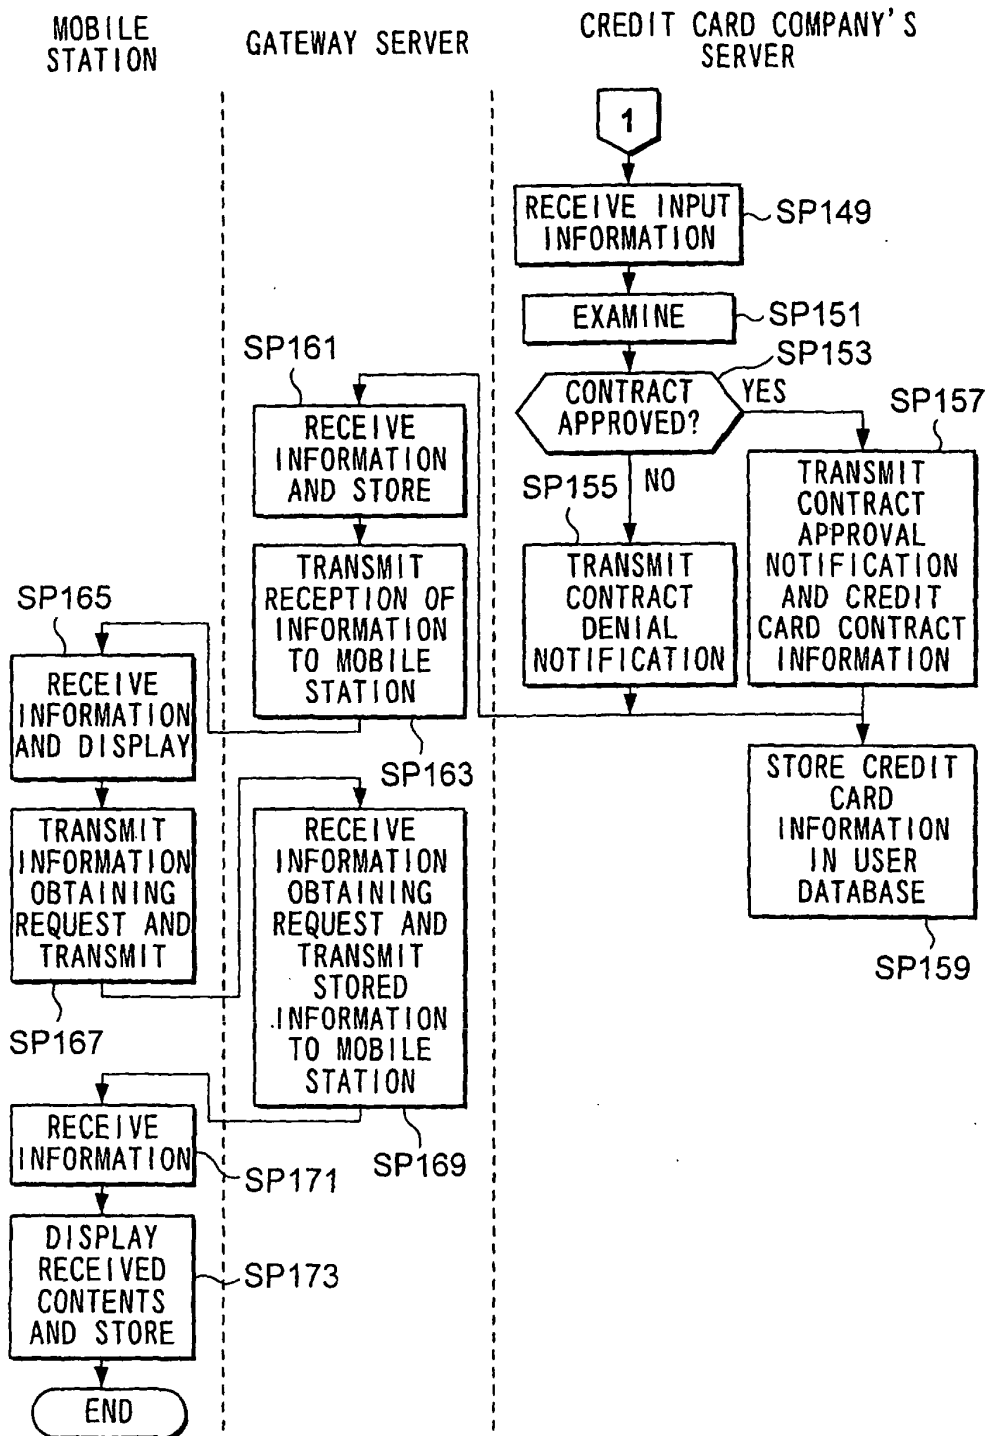 MOBILE
STATION
GATEWAY SERVER
CREDIT CARD COMPANY'S
SERVER
1
RECEIVE INPUT
INFORMATION
SP149
EXAMINE
SP151
SP153
CONTRACT
APPROVED?
YES
NO
SP155
TRANSMIT
CONTRACT
DENIAL
NOTIFICATION
SP157
TRANSMIT
CONTRACT
APPROVAL
NOTIFICATION
AND CREDIT
CARD CONTRACT
INFORMATION
STORE CREDIT
CARD
INFORMATION
IN USER
DATABASE
SP159
SP161
RECEIVE
INFORMATION
AND STORE
TRANSMIT
RECEPTION OF
INFORMATION
TO MOBILE
STATION
SP163
SP165
RECEIVE
INFORMATION
AND DISPLAY
TRANSMIT
INFORMATION
OBTAINING
REQUEST AND
TRANSMIT
SP167
RECEIVE
INFORMATION
OBTAINING
REQUEST AND
TRANSMIT
STORED
INFORMATION
TO MOBILE
STATION
SP169
RECEIVE
INFORMATION
SP171
DISPLAY
RECEIVED
CONTENTS
AND STORE
SP173
END